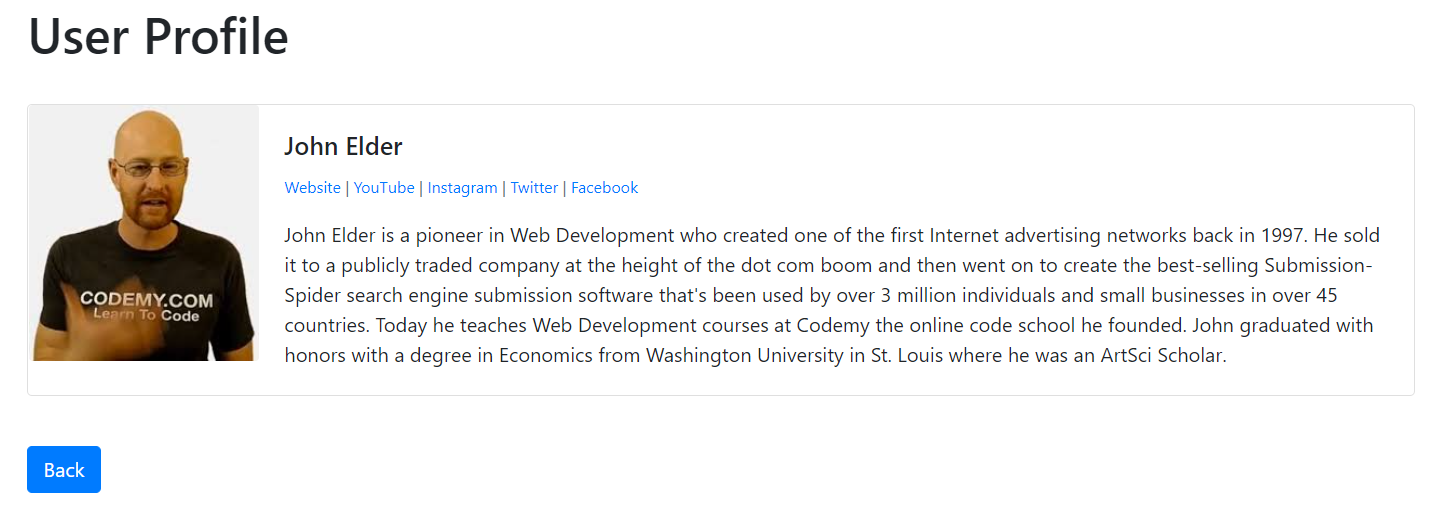 User Profile
CODEMY.COM
Learn To Code
John Elder
Website | YouTube | Instagram | Twitter | Facebook
John Elder is a pioneer in Web Development who created one of the first Internet advertising networks back in 1997. He sold
it to a publicly traded company at the height of the dot com boom and then went on to create the best-selling Submission-
Spider search engine submission software that's been used by over 3 million individuals and small businesses in over 45
countries. Today he teaches Web Development courses at Codemy the online code school he founded. John graduated with
honors with a degree in Economics from Washington University in St. Louis where he was an ArtSci Scholar.
Back